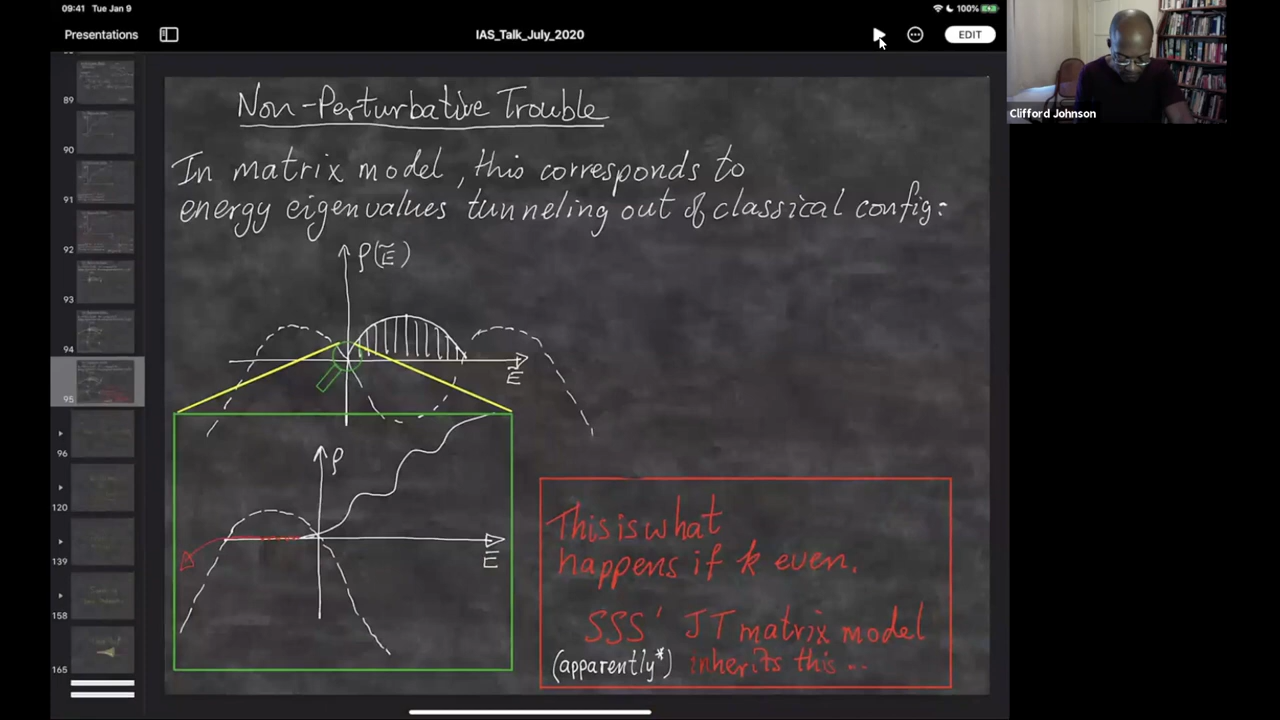 09:41 Tue Jan 9
100%
Presentations
IAS_Talk_July_2020
EDIT
Clifford Johnson
89
90
91
92
93
94
95
96
120
139
158
165
Non-Perturbative Trouble
In matrix model, this corresponds to
energy eigenvalues tunneling out of classical config:
ρ(Ẽ)
Ẽ
ρ
E
This is what
happens if k even.
SSS' JT matrix model
(apparently*) inherits this...